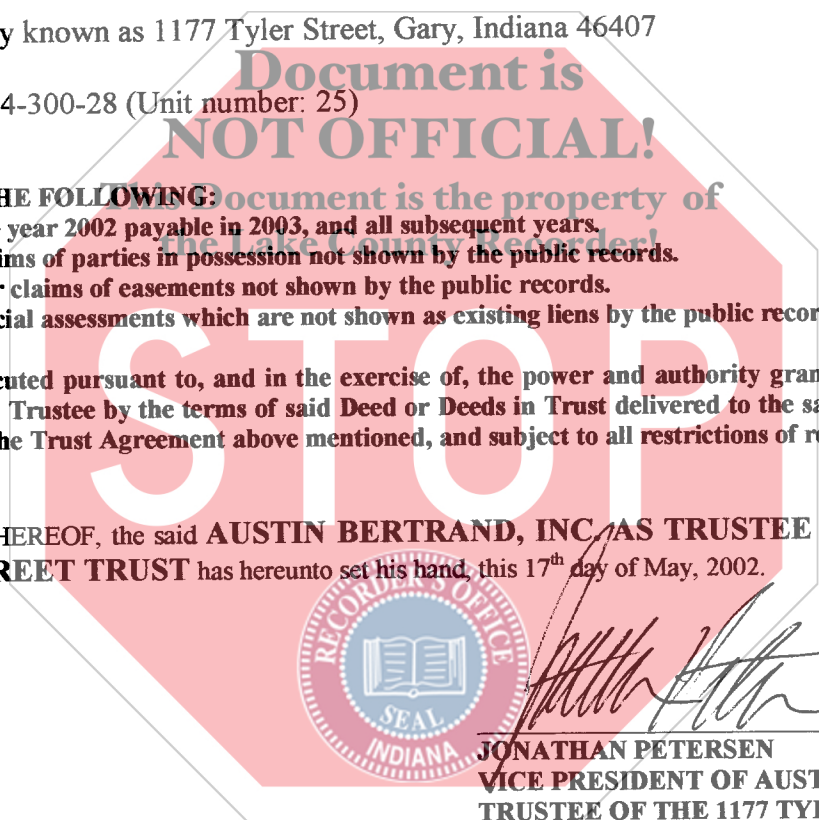 y known as 1177 Tyler Street, Gary, Indiana 46407
Document is
4-300-28 (Unit number: 25)
NOT OFFICIAL!
HE FOLLOWING:
This Document is the property of
year 2002 payable in 2003, and all subsequent years.
the Lake County Recorder!
ims of parties in possession not shown by the public records.
r claims of easements not shown by the public records.
cial assessments which are not shown as existing liens by the public recor
STOP
cuted pursuant to, and in the exercise of, the power and authority gran
Trustee by the terms of said Deed or Deeds in Trust delivered to the sa
he Trust Agreement above mentioned, and subject to all restrictions of re
HEREOF, the said AUSTIN BERTRAND, INC. AS TRUSTEE
REET TRUST has hereunto set his hand, this 17th day of May, 2002.
RECORDER'S OFFICE
SEAL
INDIANA
JONATHAN PETERSEN
VICE PRESIDENT OF AUST
TRUSTEE OF THE 1177 TYL